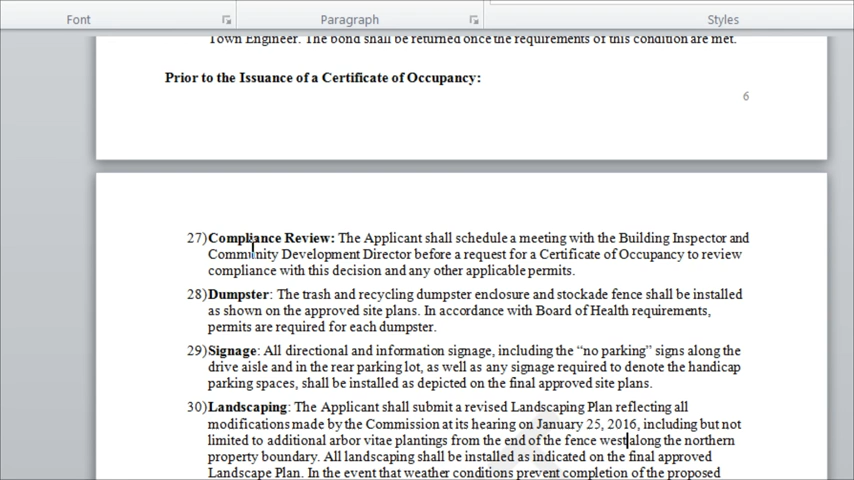 Font
Paragraph
Styles
Town Engineer. The bond shall be returned once the requirements of this condition are met.
Prior to the Issuance of a Certificate of Occupancy:
6
27) Compliance Review: The Applicant shall schedule a meeting with the Building Inspector and
Community Development Director before a request for a Certificate of Occupancy to review
compliance with this decision and any other applicable permits.
28) Dumpster: The trash and recycling dumpster enclosure and stockade fence shall be installed
as shown on the approved site plans. In accordance with Board of Health requirements,
permits are required for each dumpster.
29) Signage: All directional and information signage, including the “no parking” signs along the
drive aisle and in the rear parking lot, as well as any signage required to denote the handicap
parking spaces, shall be installed as depicted on the final approved site plans.
30) Landscaping: The Applicant shall submit a revised Landscaping Plan reflecting all
modifications made by the Commission at its hearing on January 25, 2016, including but not
limited to additional arbor vitae plantings from the end of the fence west along the northern
property boundary. All landscaping shall be installed as indicated on the final approved
Landscape Plan. In the event that weather conditions prevent completion of the proposed